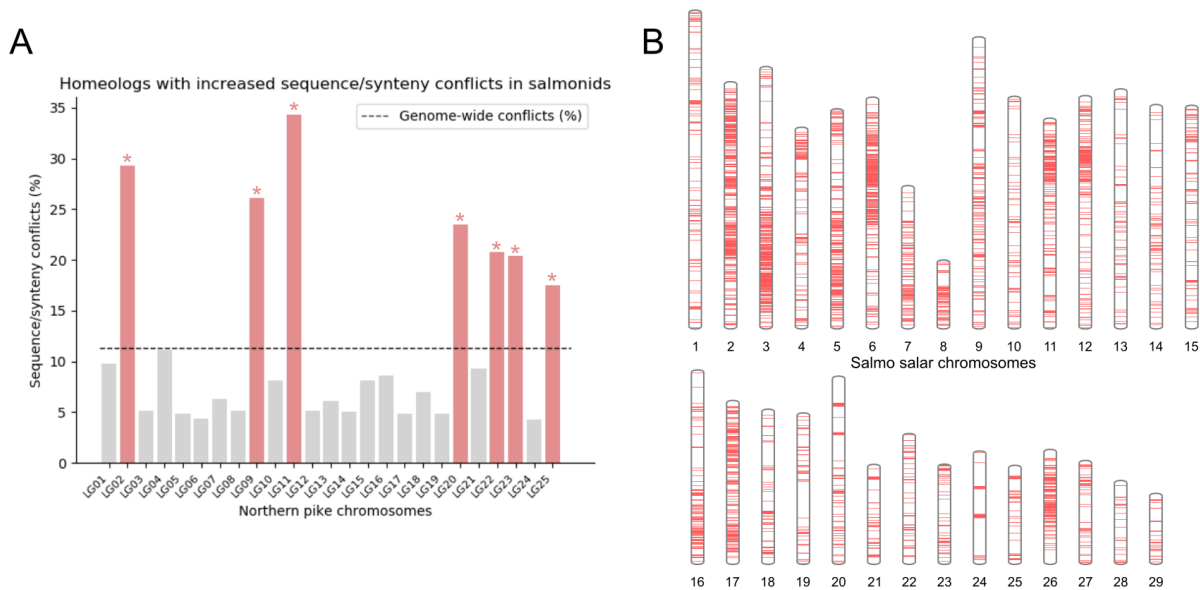 A
Homeologs with increased sequence/synteny conflicts in salmonids
35
30
25
20
15
10
5
0
Sequence/synteny conflicts (%)
Genome-wide conflicts (%)
* * * * * * *
LG01 LG02 LG03 LG04 LG05 LG06 LG07 LG08 LG09 LG10 LG11 LG12 LG13 LG14 LG15 LG16 LG17 LG18 LG19 LG20 LG21 LG22 LG23 LG24 LG25
Northern pike chromosomes
B
1 2 3 4 5 6 7 8 9 10 11 12 13 14 15
Salmo salar chromosomes
16 17 18 19 20 21 22 23 24 25 26 27 28 29